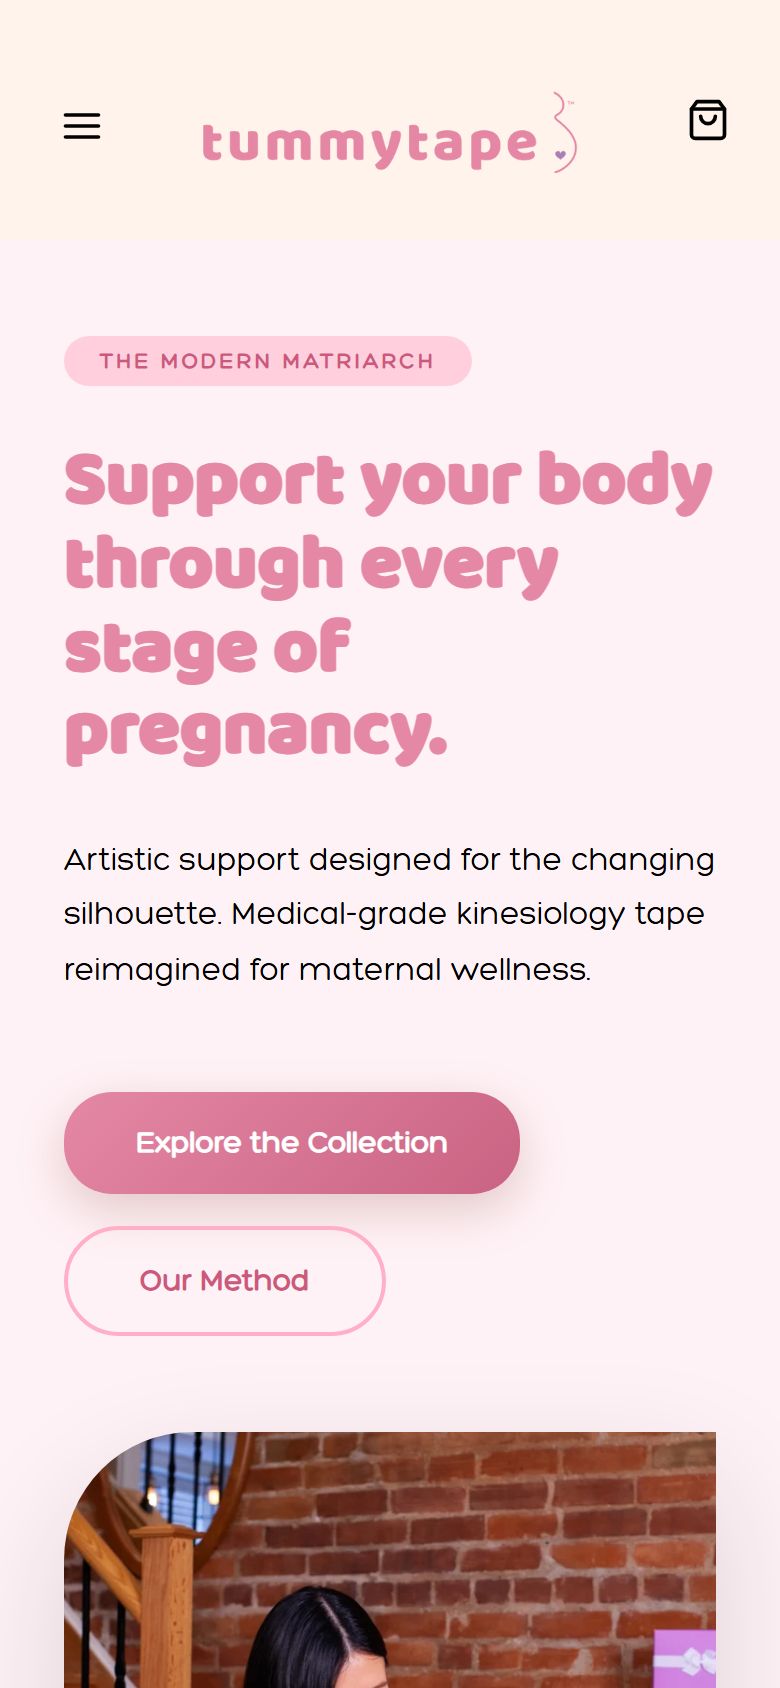 tummytape ™
THE MODERN MATRIARCH
Support your body
through every
stage of
pregnancy.
Artistic support designed for the changing
silhouette. Medical-grade kinesiology tape
reimagined for maternal wellness.
Explore the Collection
Our Method